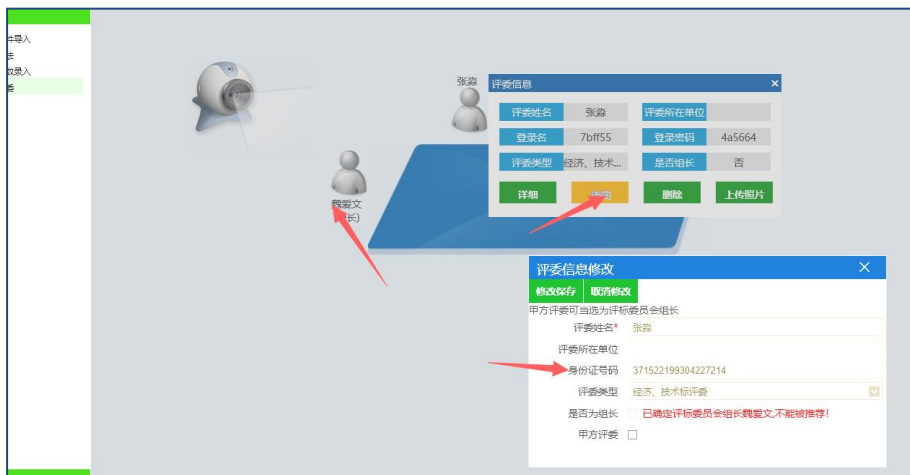 件导入
法
数录入
委
张淼
评委信息 ×
评委姓名 张淼 评委所在单位
登录名 7bff55 登录密码 4a5664
评委类型 经济、技术... 是否组长 否
详细 删除 上传照片
魏爱文
长)
评委信息修改 ×
修改保存 取消修改
甲方评委可当选为评标委员会组长
评委姓名* 张淼
评委所在单位
身份证号码 371522199304227214
评委类型 经济、技术标评委
是否为组长 已确定评标委员会组长魏爱文,不能被推荐!
甲方评委